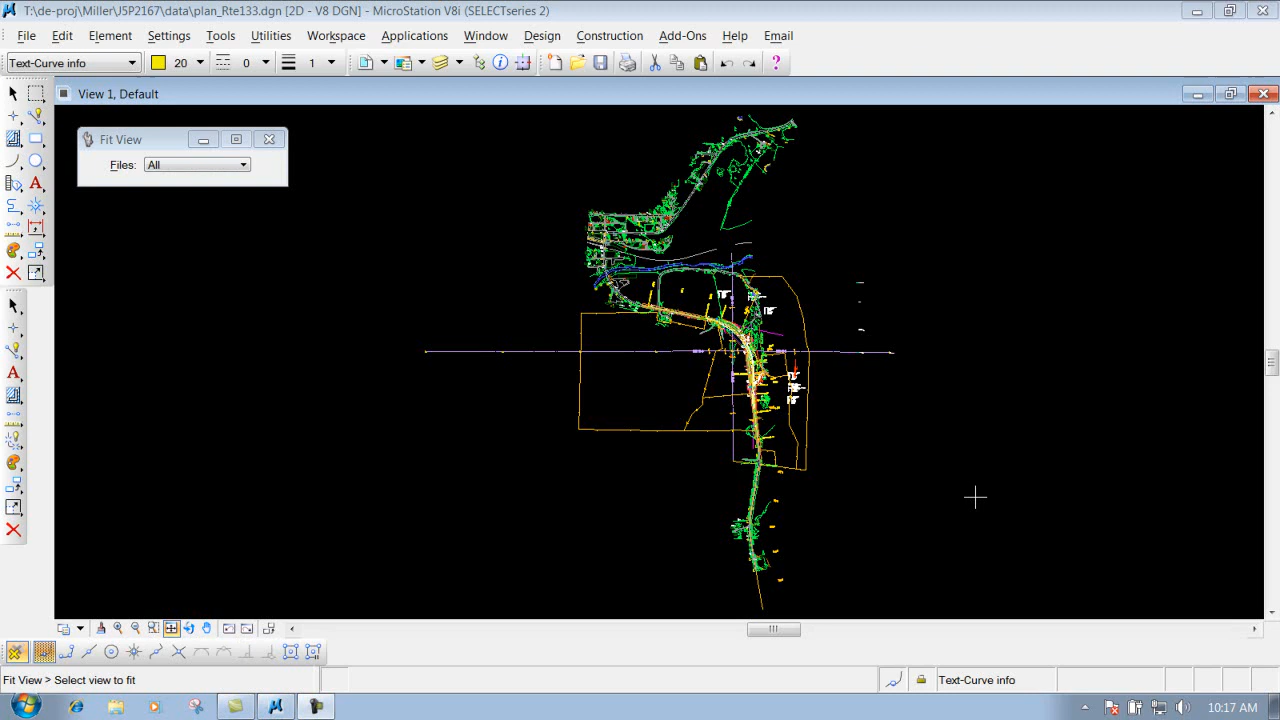 T:\de-proj\Miller\J5P2167\data\plan_Rte133.dgn [2D - V8 DGN] - MicroStation V8i (SELECTseries 2)
File Edit Element Settings Tools Utilities Workspace Applications Window Design Construction Add-Ons Help Email
Text-Curve info 20 0 1
View 1, Default
Fit View
Files: All
Fit View > Select view to fit
Text-Curve info
10:17 AM